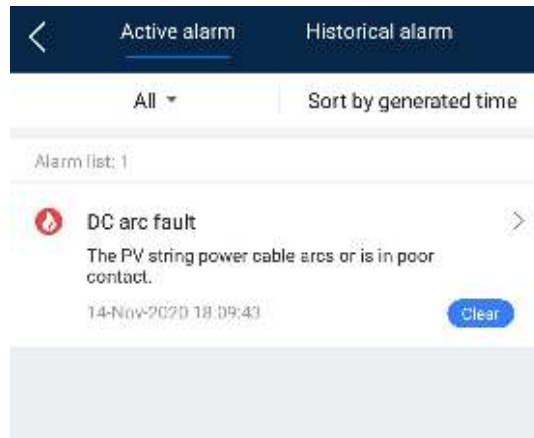 Active alarm Historical alarm
All Sort by generated time
Alarm list: 1
DC arc fault
The PV string power cable arcs or is in poor
contact.
14-Nov-2020 18:09:43
Clear